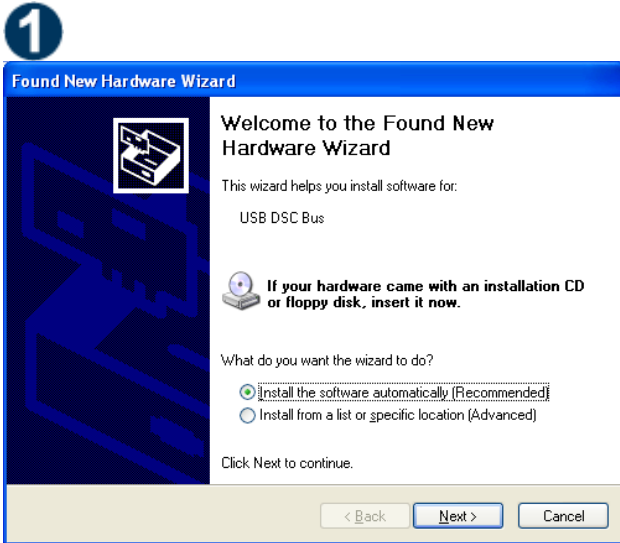 1
Found New Hardware Wizard
Welcome to the Found New
Hardware Wizard
This wizard helps you install software for:
USB DSC Bus
If your hardware came with an installation CD
or floppy disk, insert it now.
What do you want the wizard to do?
Install the software automatically (Recommended)
Install from a list or specific location (Advanced)
Click Next to continue.
< Back Next > Cancel